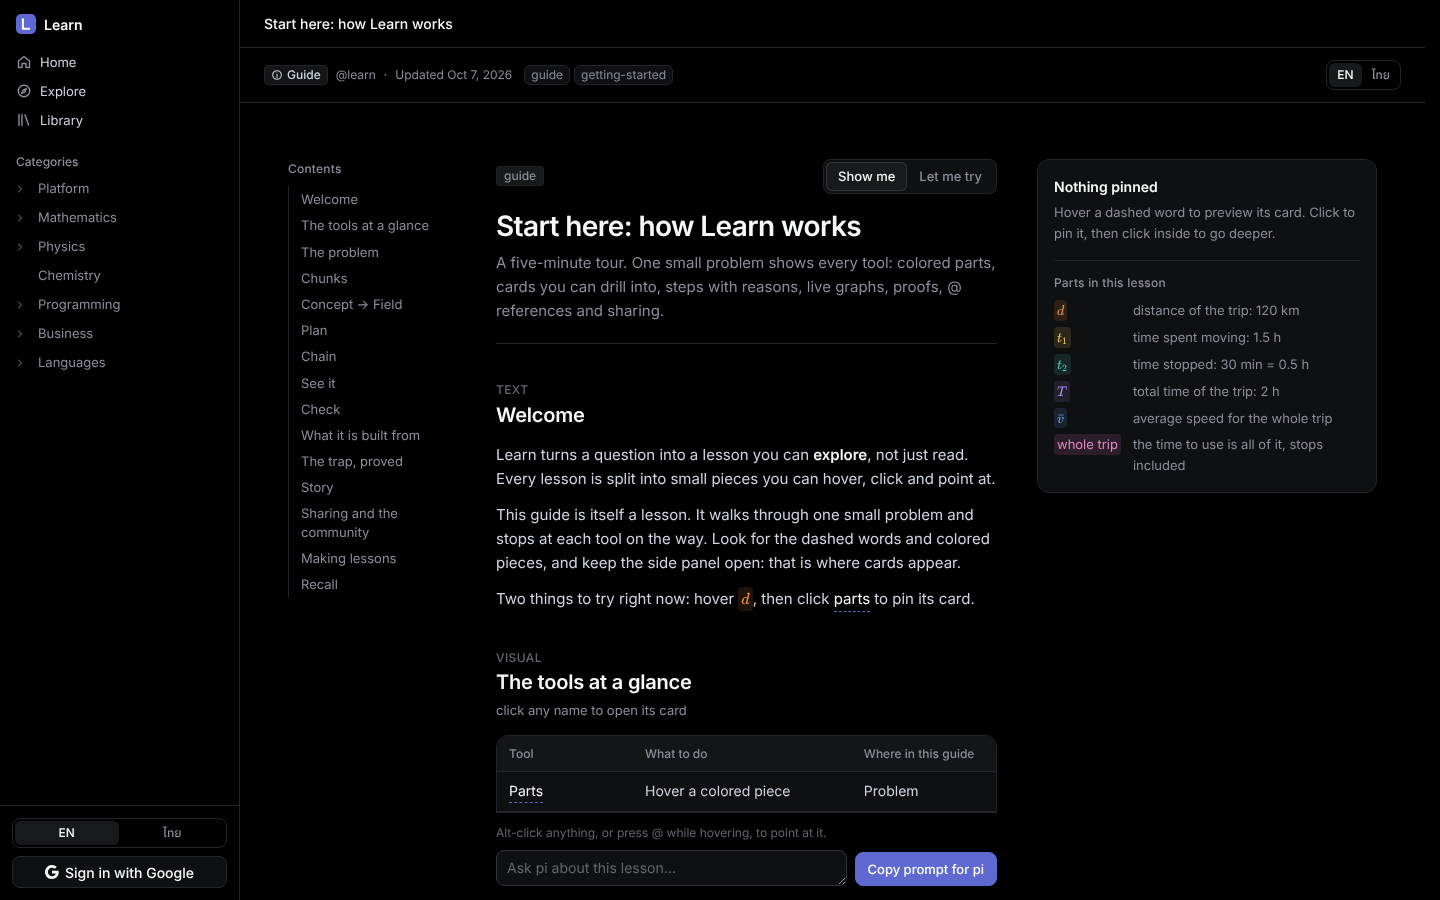 L Learn
Home
Explore
Library
Categories
Platform
Mathematics
Physics
Chemistry
Programming
Business
Languages
EN ไทย
Sign in with Google
Start here: how Learn works
Guide @learn · Updated Oct 7, 2026 guide getting-started
EN ไทย
Contents
Welcome
The tools at a glance
The problem
Chunks
Concept → Field
Plan
Chain
See it
Check
What it is built from
The trap, proved
Story
Sharing and the
community
Making lessons
Recall
guide
Show me Let me try
Start here: how Learn works
A five-minute tour. One small problem shows every tool: colored parts,
cards you can drill into, steps with reasons, live graphs, proofs, @
references and sharing.
TEXT
Welcome
Learn turns a question into a lesson you can explore, not just read.
Every lesson is split into small pieces you can hover, click and point at.
This guide is itself a lesson. It walks through one small problem and
stops at each tool on the way. Look for the dashed words and colored
pieces, and keep the side panel open: that is where cards appear.
Two things to try right now: hover d, then click parts to pin its card.
VISUAL
The tools at a glance
click any name to open its card
Tool What to do Where in this guide
Parts Hover a colored piece Problem
Alt-click anything, or press @ while hovering, to point at it.
Ask pi about this lesson...
Copy prompt for pi
Nothing pinned
Hover a dashed word to preview its card. Click to
pin it, then click inside to go deeper.
Parts in this lesson
d distance of the trip: 120 km
t₁ time spent moving: 1.5 h
t₂ time stopped: 30 min = 0.5 h
T total time of the trip: 2 h
v̄ average speed for the whole trip
whole trip the time to use is all of it, stops
included